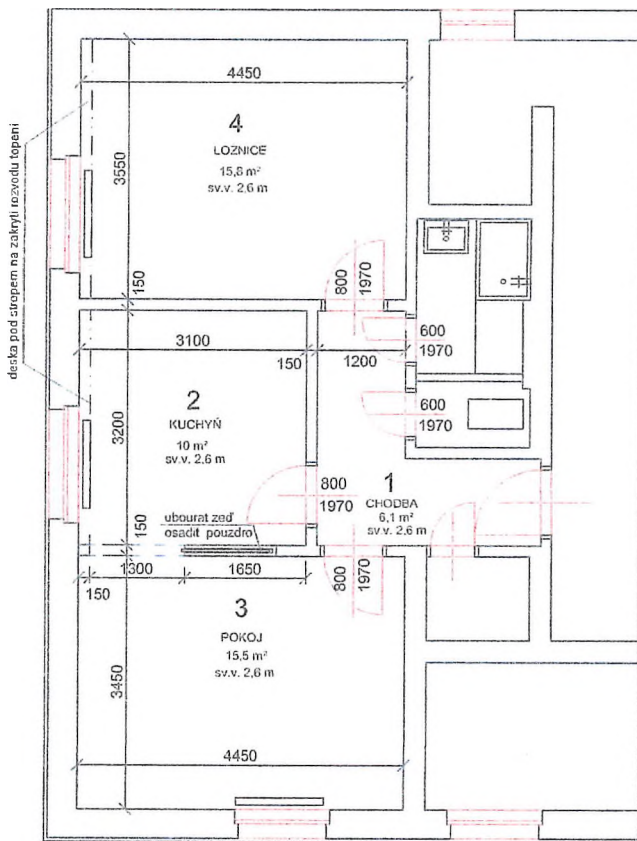 4450
4
LOZNICE
15,8 m²
sv.v. 2,6 m
3550
deska pod stropem na zakrytí rozvodu topení
150
800
1970
3100
150
1200
600
1970
2
KUCHYŇ
10 m²
sv.v. 2,6 m
3200
600
1970
800
1970
1
CHODBA
6,1 m²
sv.v. 2,6 m
ubourat zeď
osadit pouzdro
150
1300
1650
150
800
1970
3
POKOJ
15,5 m²
sv.v. 2,6 m
3450
4450